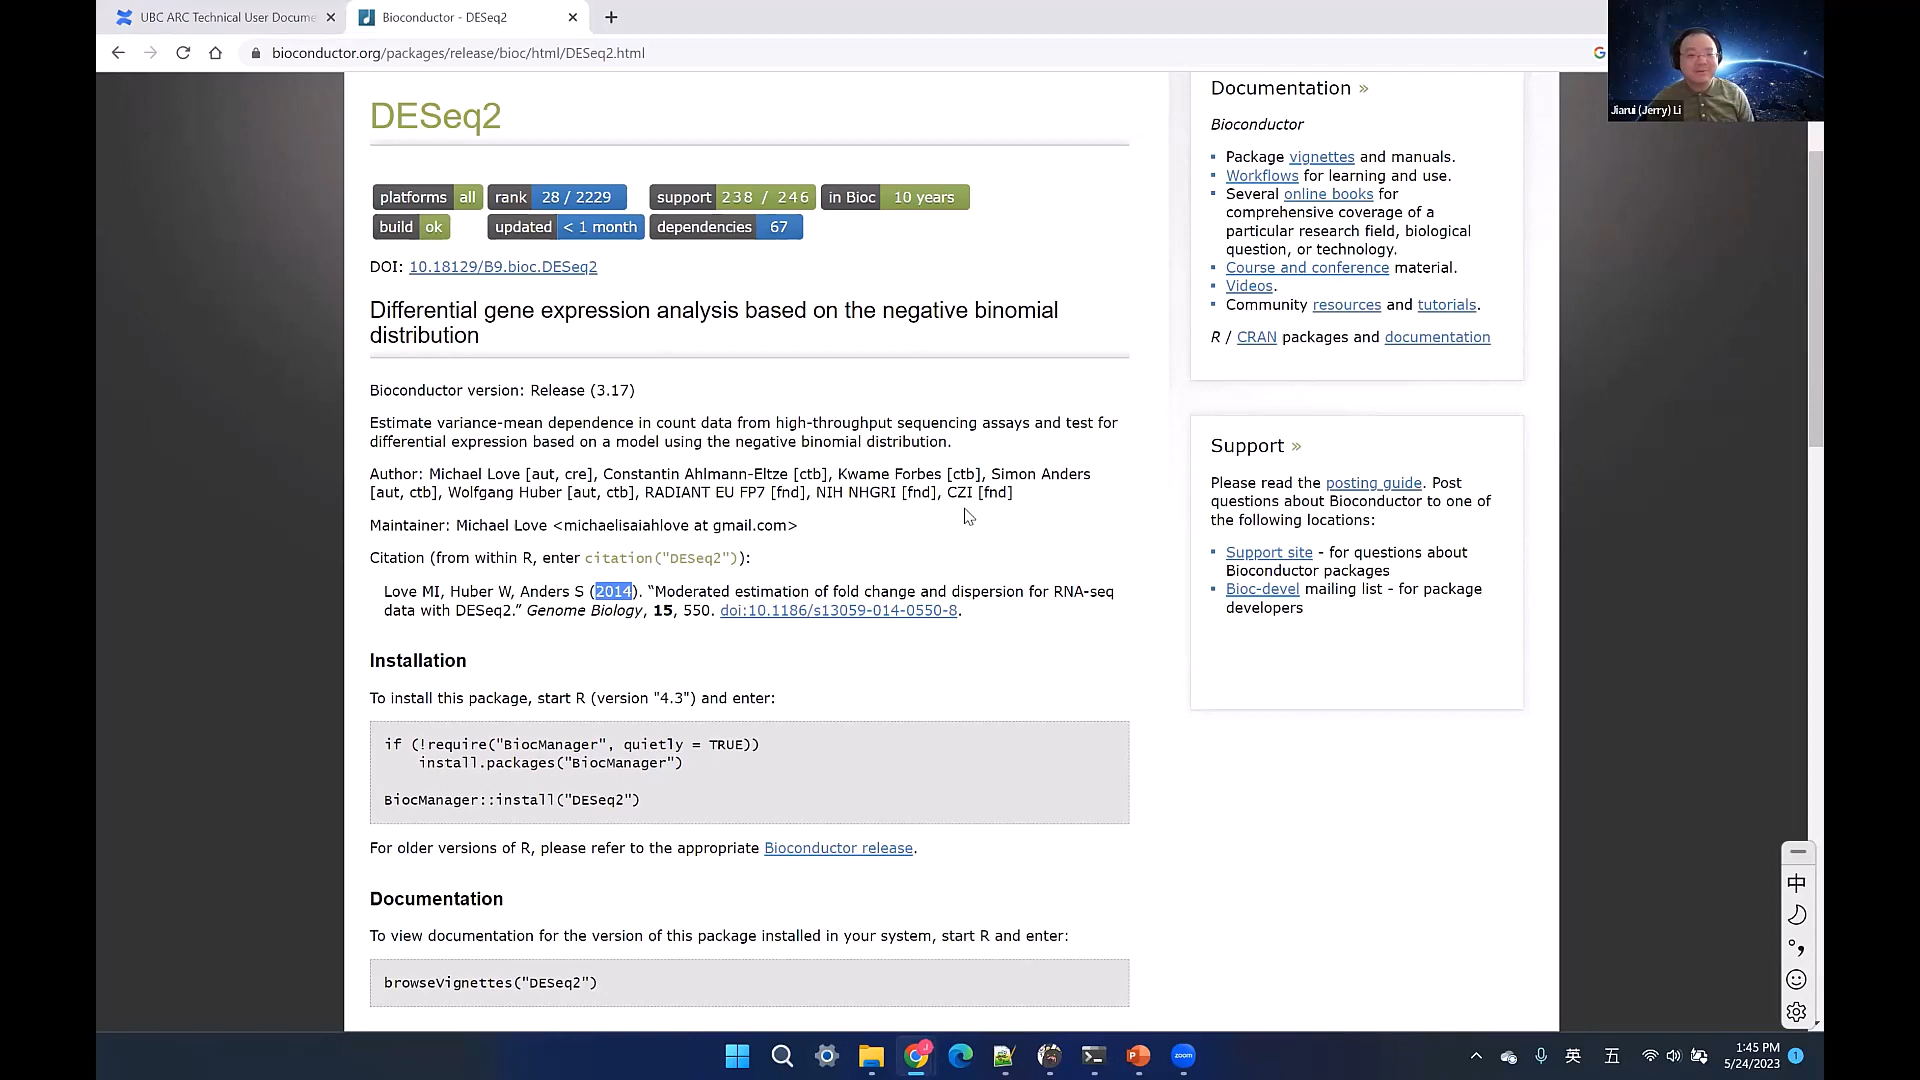 UBC ARC Technical User Docume
Bioconductor - DESeq2
bioconductor.org/packages/release/bioc/html/DESeq2.html
Jiarui (Jerry) Li
DESeq2
platforms all rank 28 / 2229 support 238 / 246 in Bioc 10 years
build ok updated < 1 month dependencies 67
DOI: 10.18129/B9.bioc.DESeq2
Differential gene expression analysis based on the negative binomial
distribution
Bioconductor version: Release (3.17)
Estimate variance-mean dependence in count data from high-throughput sequencing assays and test for
differential expression based on a model using the negative binomial distribution.
Author: Michael Love [aut, cre], Constantin Ahlmann-Eltze [ctb], Kwame Forbes [ctb], Simon Anders
[aut, ctb], Wolfgang Huber [aut, ctb], RADIANT EU FP7 [fnd], NIH NHGRI [fnd], CZI [fnd]
Maintainer: Michael Love <michaelisaiahlove at gmail.com>
Citation (from within R, enter citation("DESeq2")):
Love MI, Huber W, Anders S (2014). “Moderated estimation of fold change and dispersion for RNA-seq
data with DESeq2.” Genome Biology, 15, 550. doi:10.1186/s13059-014-0550-8.
Installation
To install this package, start R (version "4.3") and enter:
if (!require("BiocManager", quietly = TRUE))
install.packages("BiocManager")
BiocManager::install("DESeq2")
For older versions of R, please refer to the appropriate Bioconductor release.
Documentation
To view documentation for the version of this package installed in your system, start R and enter:
browseVignettes("DESeq2")
Documentation »
Bioconductor
Package vignettes and manuals.
Workflows for learning and use.
Several online books for
comprehensive coverage of a
particular research field, biological
question, or technology.
Course and conference material.
Videos.
Community resources and tutorials.
R / CRAN packages and documentation
Support »
Please read the posting guide. Post
questions about Bioconductor to one of
the following locations:
Support site - for questions about
Bioconductor packages
Bioc-devel mailing list - for package
developers
中
zoom
英
五
1:45 PM
5/24/2023
1